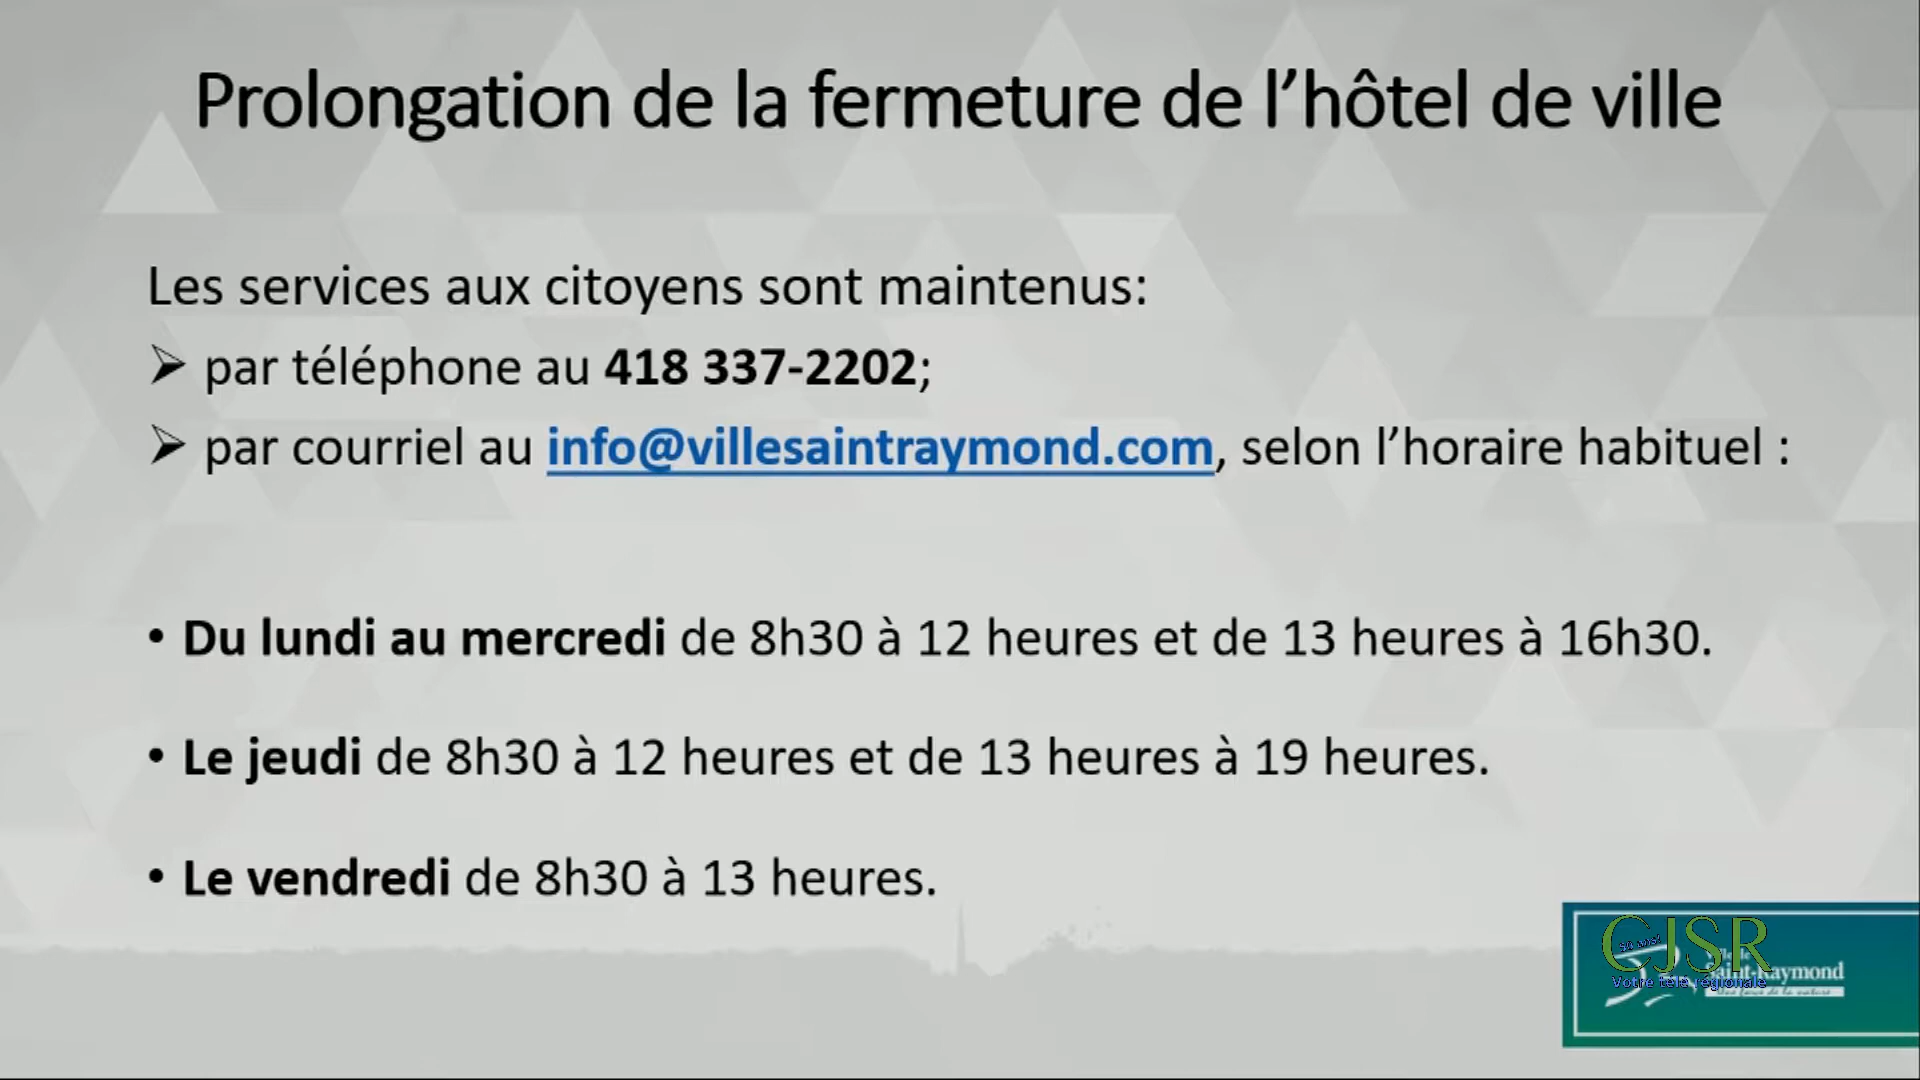 Prolongation de la fermeture de l’hôtel de ville
Les services aux citoyens sont maintenus:
➢ par téléphone au 418 337-2202;
➢ par courriel au info@villesaintraymond.com, selon l’horaire habituel :
• Du lundi au mercredi de 8h30 à 12 heures et de 13 heures à 16h30.
• Le jeudi de 8h30 à 12 heures et de 13 heures à 19 heures.
• Le vendredi de 8h30 à 13 heures.
CJSR
50 ans!
Saint-Raymond
Votre télé régionale